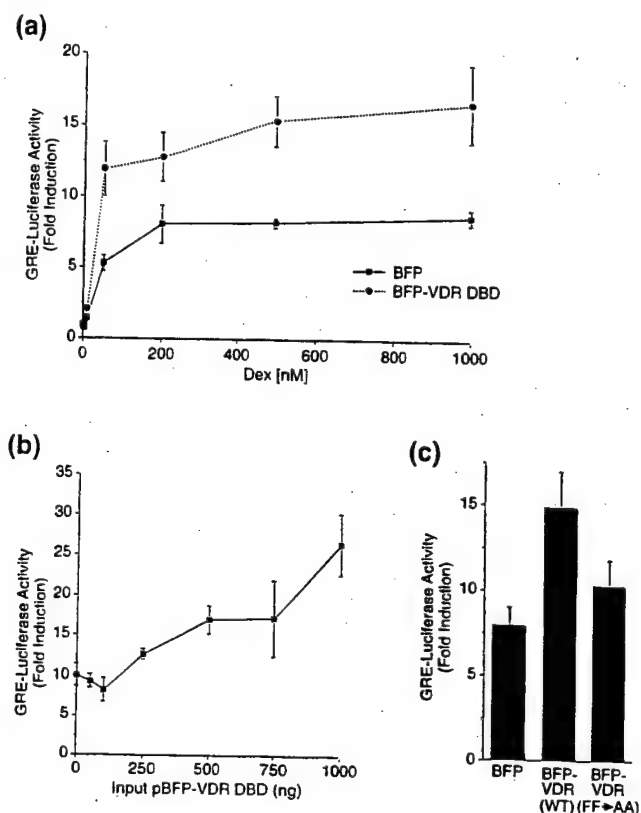 (a)
GRE-Luciferase Activity
(Fold Induction)
20
15
10
5
0
BFP
BFP-VDR DBD
0 200 400 600 800 1000
Dex [nM]
(b)
GRE-Luciferase Activity
(Fold Induction)
35
30
25
20
15
10
5
0
250 500 750 1000
Input pBFP-VDR DBD (ng)
(c)
GRE-Luciferase Activity
(Fold Induction)
15
10
5
0
BFP BFP- BFP-
VDR VDR
(WT) (FF➤AA)